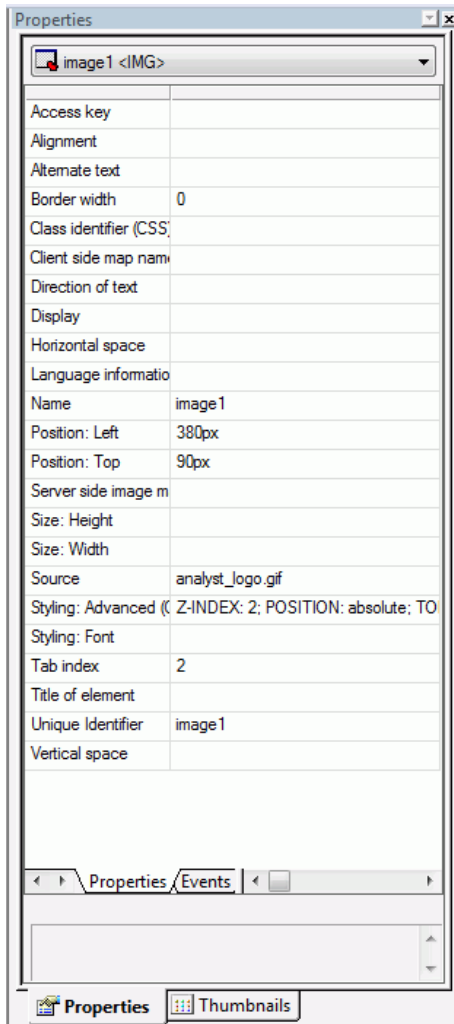 Properties
image1 <IMG>
Access key
Alignment
Alternate text
Border width 0
Class identifier (CSS)
Client side map name
Direction of text
Display
Horizontal space
Language informatio
Name image1
Position: Left 380px
Position: Top 90px
Server side image m
Size: Height
Size: Width
Source analyst_logo.gif
Styling: Advanced (C Z-INDEX: 2; POSITION: absolute; TO
Styling: Font
Tab index 2
Title of element
Unique Identifier image1
Vertical space
Properties Events
Properties Thumbnails